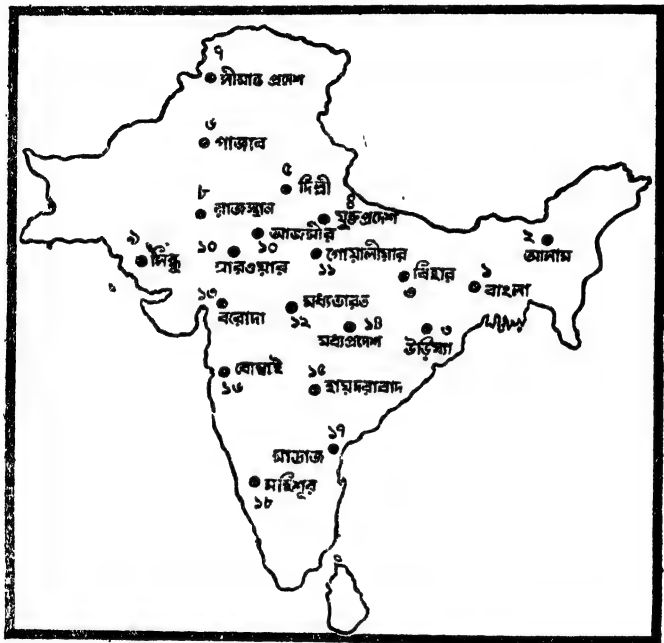 ৭
সীমান্ত প্রদেশ
৬
পাঞ্জাব
৫
দিল্লী
৮
রাজস্থান
৪
যুক্তপ্রদেশ
আজমীর
১০
২
আসাম
৯
সিন্ধু
১০
মারওয়ার
গোয়ালীয়ার
১১
বিহার
১
বাংলা
১৩
বরোদা
মধ্যভারত
১২
১৪
মধ্যপ্রদেশ
৩
উড়িষ্যা
বোম্বাই
১৬
১৫
হায়দরাবাদ
১৭
মাদ্রাজ
মহিশূর
১৮